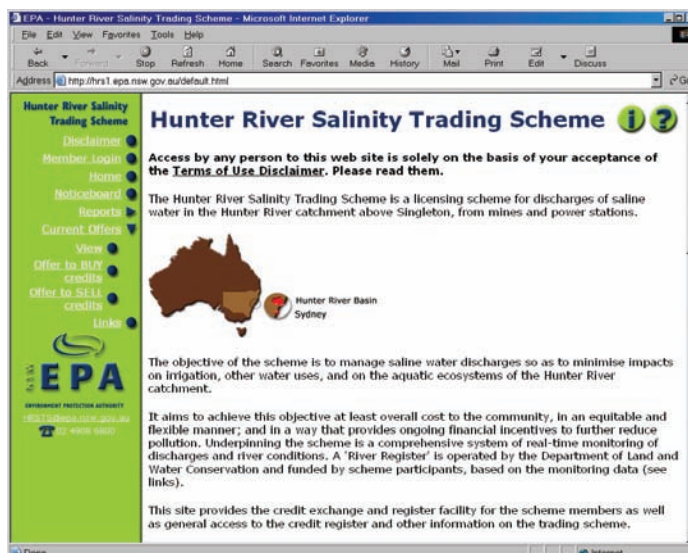 EPA - Hunter River Salinity Trading Scheme - Microsoft Internet Explorer
File Edit View Favorites Tools Help
Back Forward Stop Refresh Home Search Favorites Media History Mail Print Edit Discuss
Address http://hrs1.epa.nsw.gov.au/default.html
Hunter River Salinity
Trading Scheme
Disclaimer
Member Login
Home
Noticeboard
Reports
Current Offers
View
Offer to BUY
credits
Offer to SELL
credits
Links
EPA
ENVIRONMENT PROTECTION AUTHORITY
HRSTS@epa.nsw.gov.au
Hunter River Salinity Trading Scheme i ?
Access by any person to this web site is solely on the basis of your acceptance of
the Terms of Use Disclaimer. Please read them.
The Hunter River Salinity Trading Scheme is a licensing scheme for discharges of saline
water in the Hunter River catchment above Singleton, from mines and power stations.
Hunter River Basin
Sydney
The objective of the scheme is to manage saline water discharges so as to minimise impacts
on irrigation, other water uses, and on the aquatic ecosystems of the Hunter River
catchment.
It aims to achieve this objective at least overall cost to the community, in an equitable and
flexible manner; and in a way that provides ongoing financial incentives to further reduce
pollution. Underpinning the scheme is a comprehensive system of real-time monitoring of
discharges and river conditions. A 'River Register' is operated by the Department of Land and
Water Conservation and funded by scheme participants, based on the monitoring data (see
links).
This site provides the credit exchange and register facility for the scheme members as well
as general access to the credit register and other information on the trading scheme.
Done
Internet